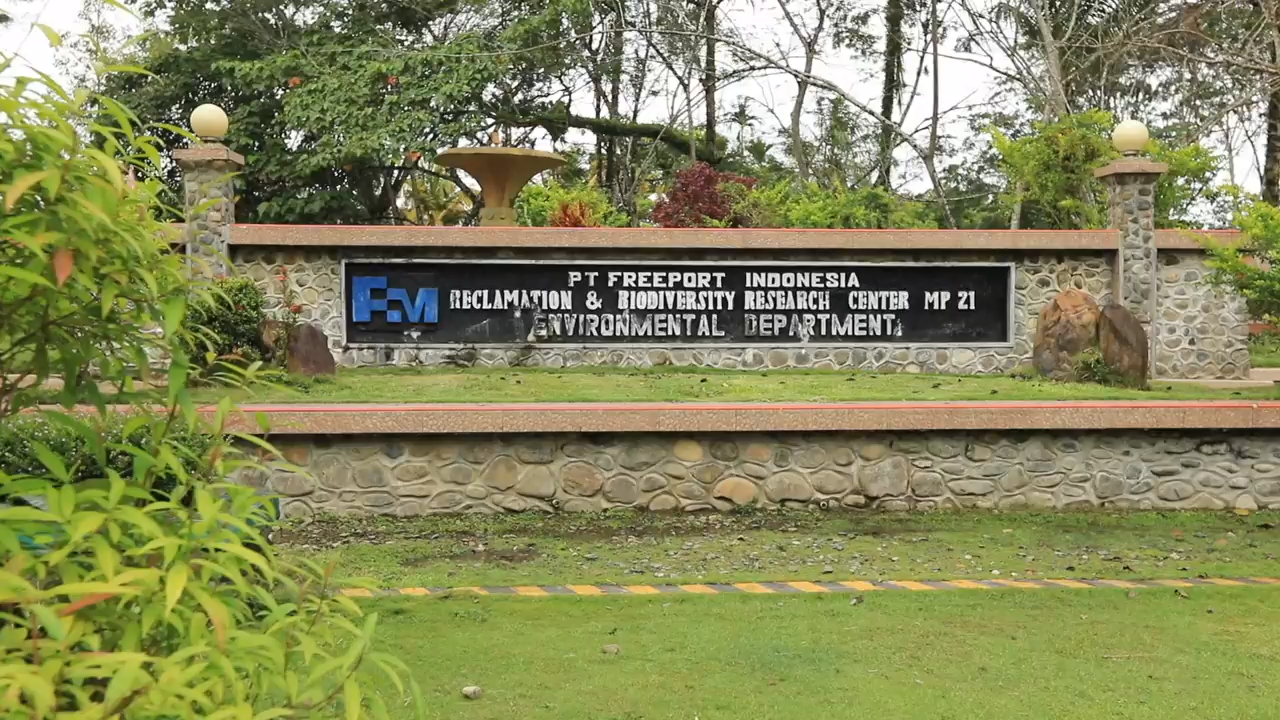 FM
PT FREEPORT INDONESIA
RECLAMATION & BIODIVERSITY RESEARCH CENTER MP 21
ENVIRONMENTAL DEPARTMENT